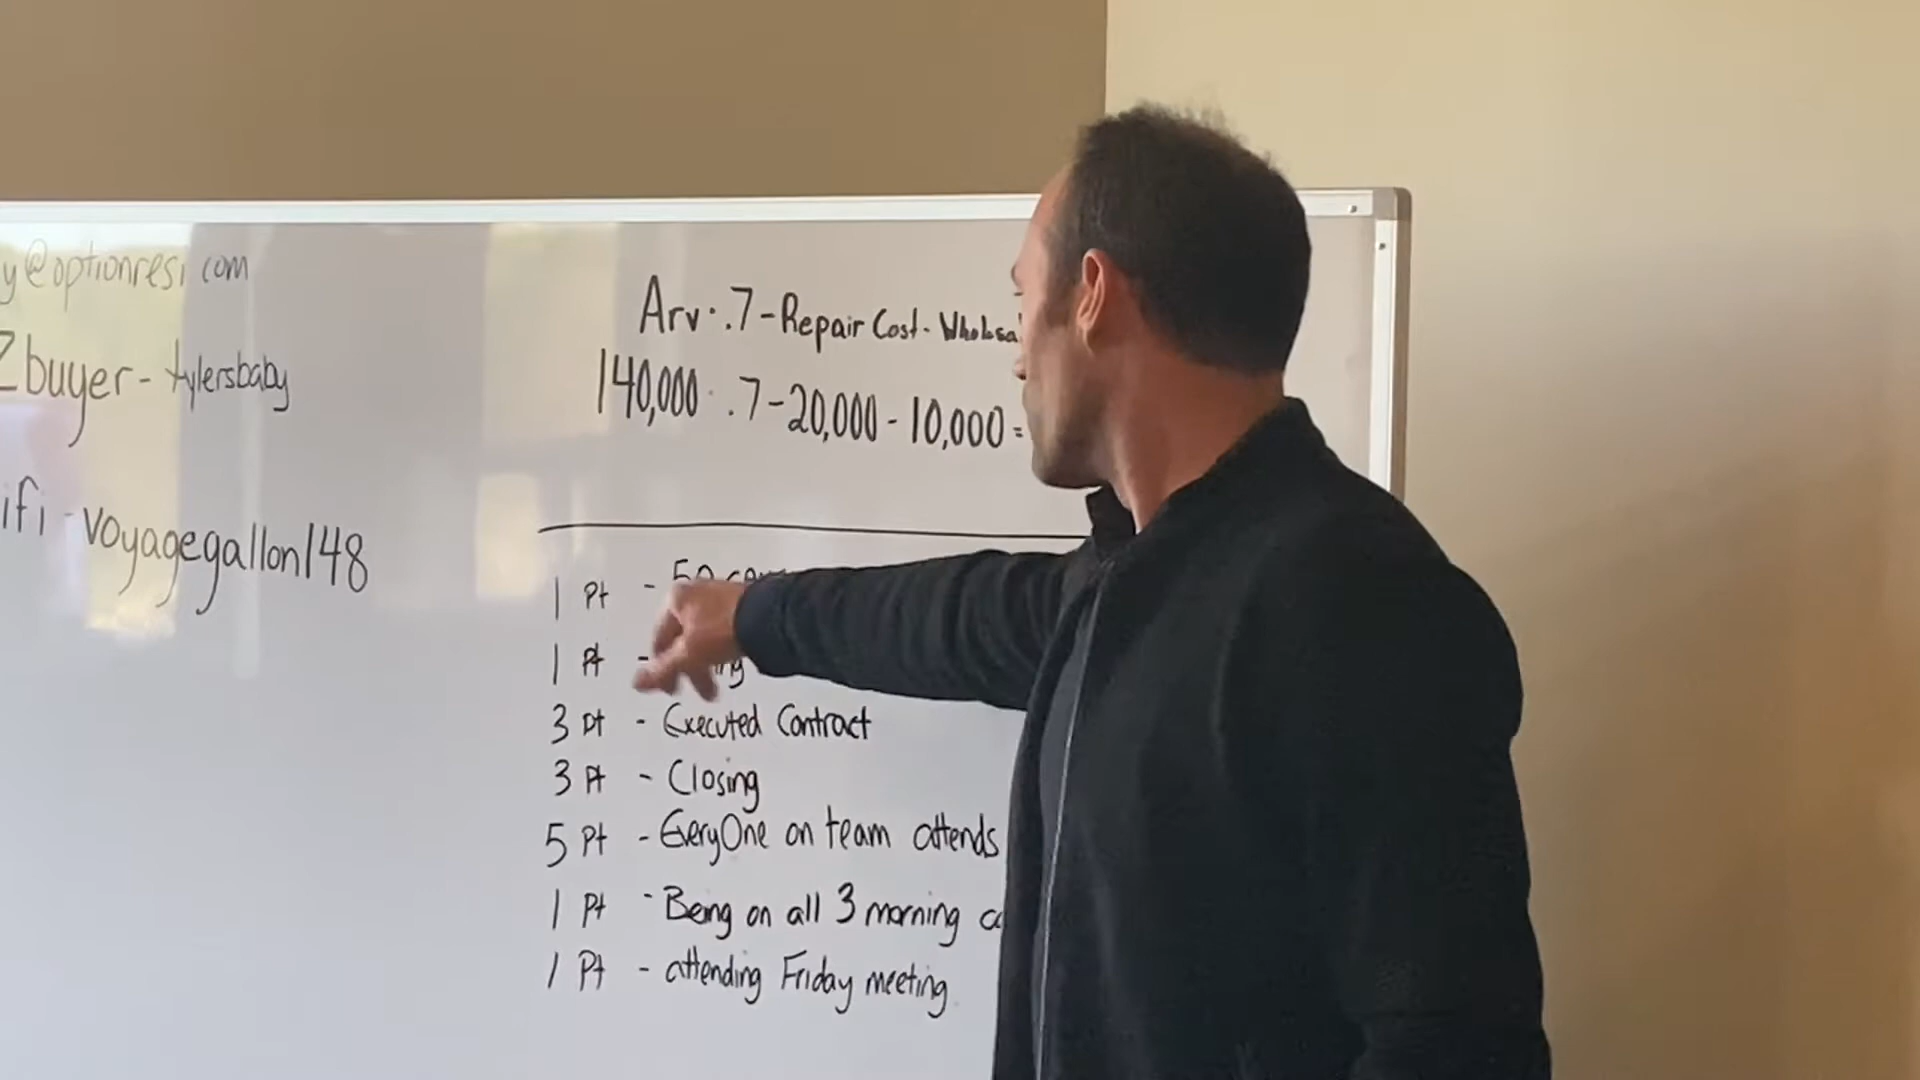 y@optionresi.com
Zbuyer - tylersbaby
ifi - voyagegallon148
Arv · .7 - Repair Cost - Wholesa
140,000 · .7 - 20,000 - 10,000 =
1 Pt - 50
1 Pt -
3 Pt - Executed Contract
3 Pt - Closing
5 Pt - EveryOne on team attends
1 Pt - Being on all 3 morning
1 Pt - attending Friday meeting